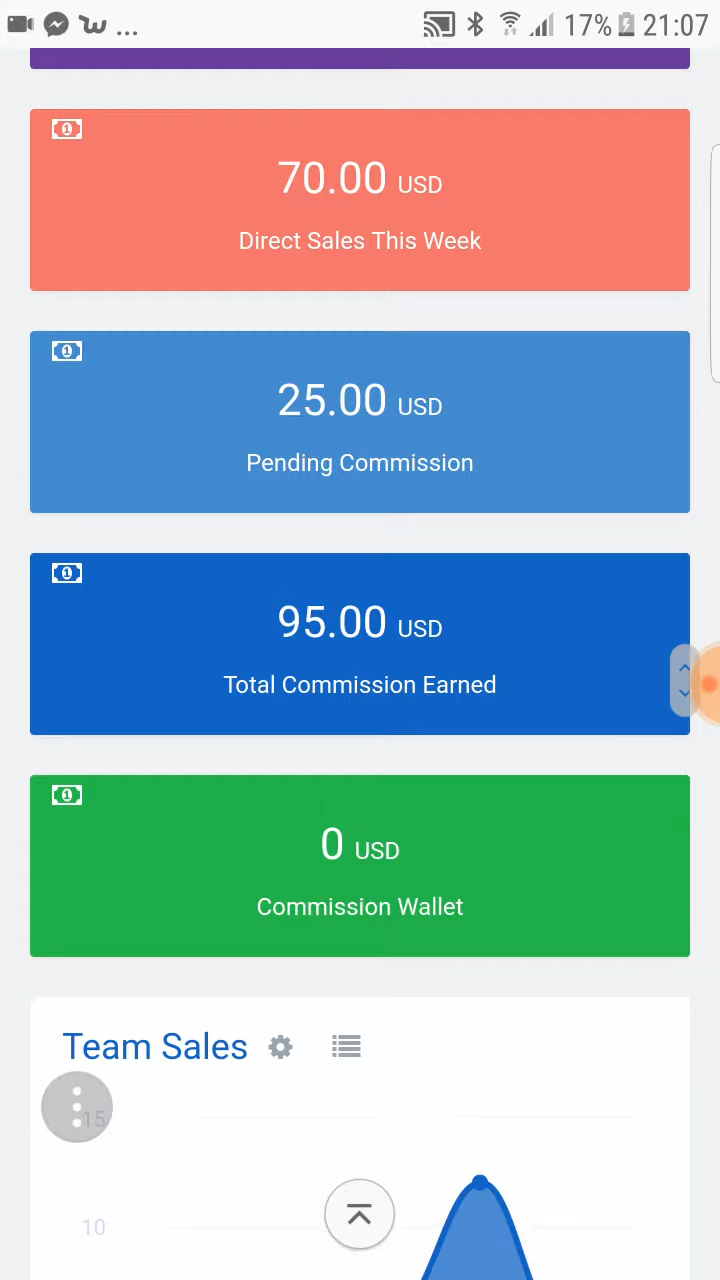 ... 17% 21:07
70.00 USD
Direct Sales This Week
25.00 USD
Pending Commission
95.00 USD
Total Commission Earned
0 USD
Commission Wallet
Team Sales
15
10